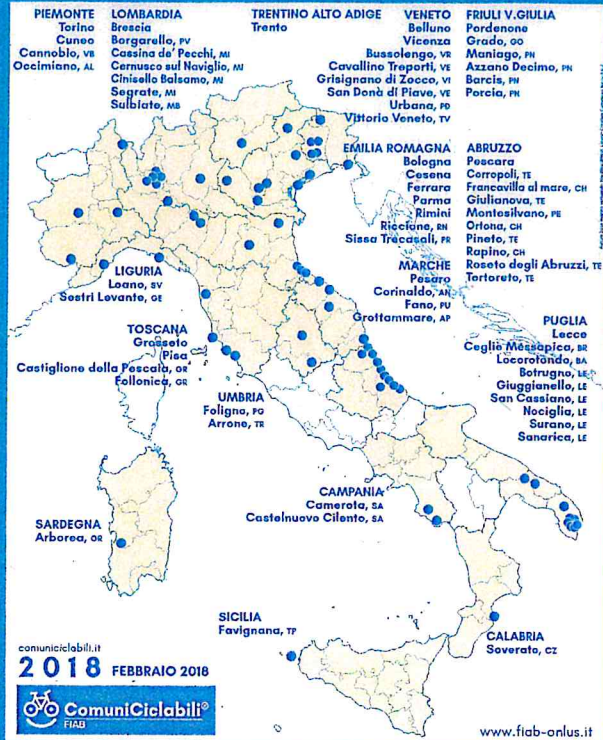 PIEMONTE
Torino
Cuneo
Cannobio, VB
Occimiano, AL
LOMBARDIA
Brescia
Borgarello, PV
Cassina de' Pecchi, MI
Cernusco sul Naviglio, MI
Cinisello Balsamo, MI
Segrate, MI
Sulbiate, MB
TRENTINO ALTO ADIGE
Trento
VENETO
Belluno
Vicenza
Bussolengo, VR
Cavallino Treporti, VE
Grisignano di Zocco, VI
San Donà di Piave, VE
Urbana, PD
Vittorio Veneto, TV
FRIULI V.GIULIA
Pordenone
Grado, GO
Maniago, PN
Azzano Decimo, PN
Barcis, PN
Porcia, PN
EMILIA ROMAGNA
Bologna
Cesena
Ferrara
Parma
Rimini
Riccione, RN
Sissa Trecasali, PR
ABRUZZO
Pescara
Corropoli, TE
Francavilla al mare, CH
Giulianova, TE
Montesilvano, PE
Ortona, CH
Pineto, TE
Rapino, CH
Roseto degli Abruzzi, TE
Tortoreto, TE
LIGURIA
Loano, SV
Sestri Levante, GE
MARCHE
Pesaro
Corinaldo, AN
Fano, PU
Grottammare, AP
TOSCANA
Grosseto
Pisa
Castiglione della Pescaia, GR
Follonica, GR
UMBRIA
Foligno, PG
Arrone, TR
PUGLIA
Lecce
Ceglie Messapica, BR
Locorotondo, BA
Botrugno, LE
Giuggianello, LE
San Cassiano, LE
Nociglia, LE
Surano, LE
Sanarica, LE
CAMPANIA
Camerota, SA
Castelnuovo Cilento, SA
SARDEGNA
Arborea, OR
SICILIA
Favignana, TP
CALABRIA
Soverato, CZ
comuniciclabili.it
2018 FEBBRAIO 2018
ComuniCiclabili®
FIAB
www.fiab-onlus.it